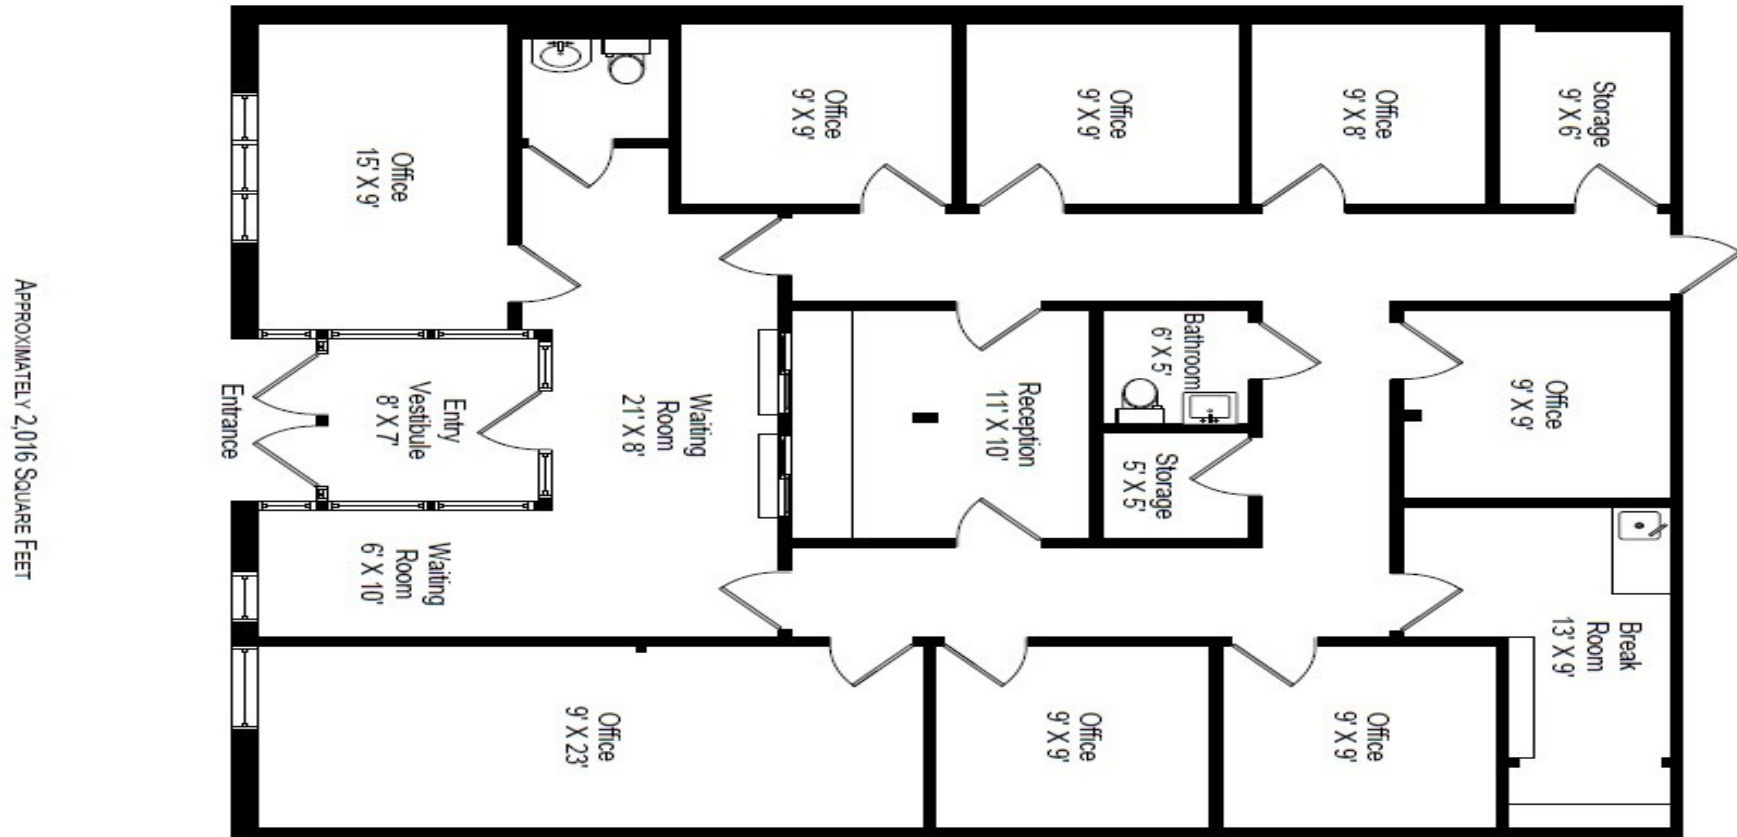 Office
15' X 9'
Office
9' X 9'
Office
9' X 9'
Office
9' X 8'
Storage
9' X 6'
Entrance
Entry
Vestibule
8' X 7'
Waiting
Room
21' X 8'
Reception
11' X 10'
Bathroom
6' X 5'
Storage
5' X 5'
Office
9' X 9'
Waiting
Room
6' X 10'
Break
Room
13' X 9'
Office
9' X 23'
Office
9' X 9'
Office
9' X 9'
APPROXIMATELY 2,016 SQUARE FEET